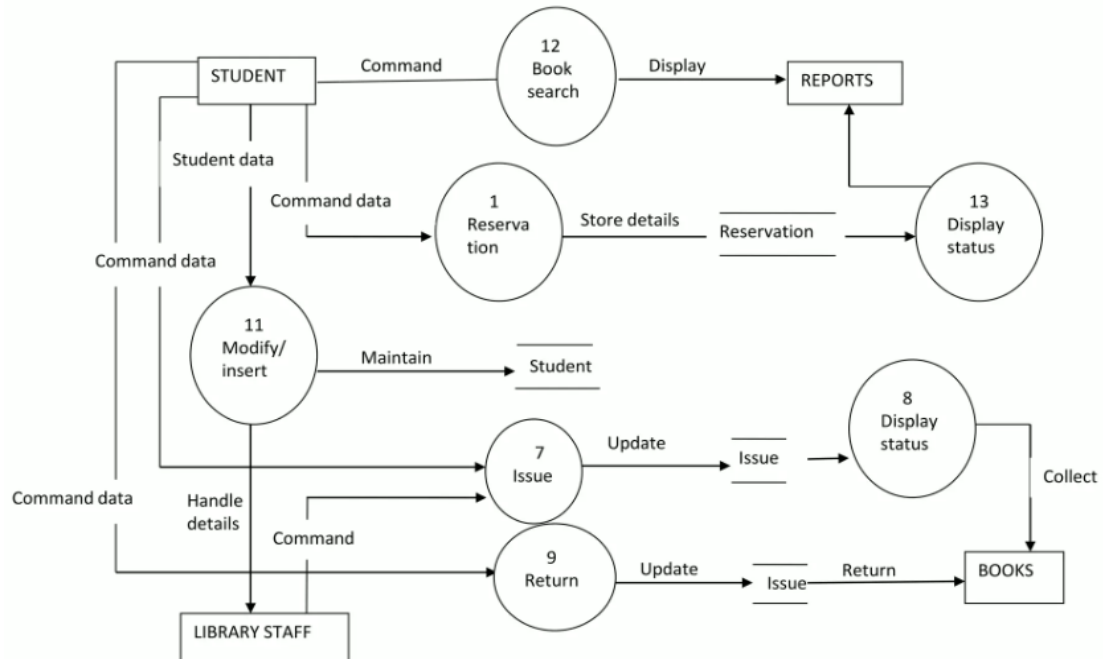 12
Book
search
Command
Display
STUDENT
REPORTS
Student data
Command data
1
Reserva
tion
Store details
Reservation
13
Display
status
Command data
11
Modify/
insert
Maintain
Student
8
Display
status
7
Issue
Update
Issue
Collect
Command data
Handle
details
Command
9
Return
Update
Issue
Return
BOOKS
LIBRARY STAFF